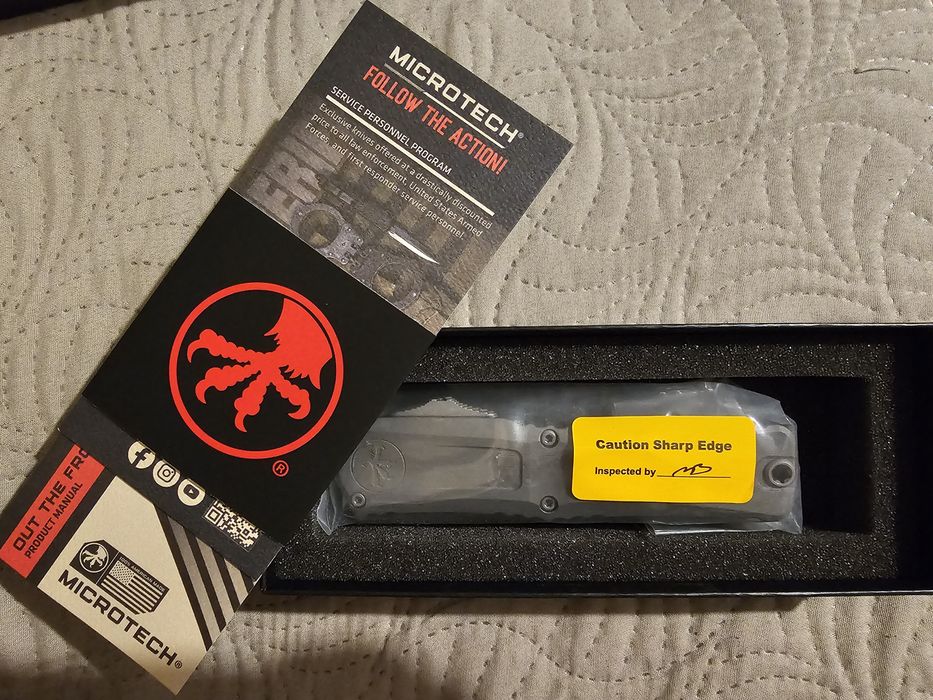 MICROTECH®
FOLLOW THE ACTION!
SERVICE PERSONNEL PROGRAM
Exclusive knives offered at a drastically discounted
price to all law enforcement, United States Armed
Forces, and first responder service personnel.
®
OUT THE FRO
PRODUCT MANUAL
MICROTECH®
Caution Sharp Edge
Inspected by